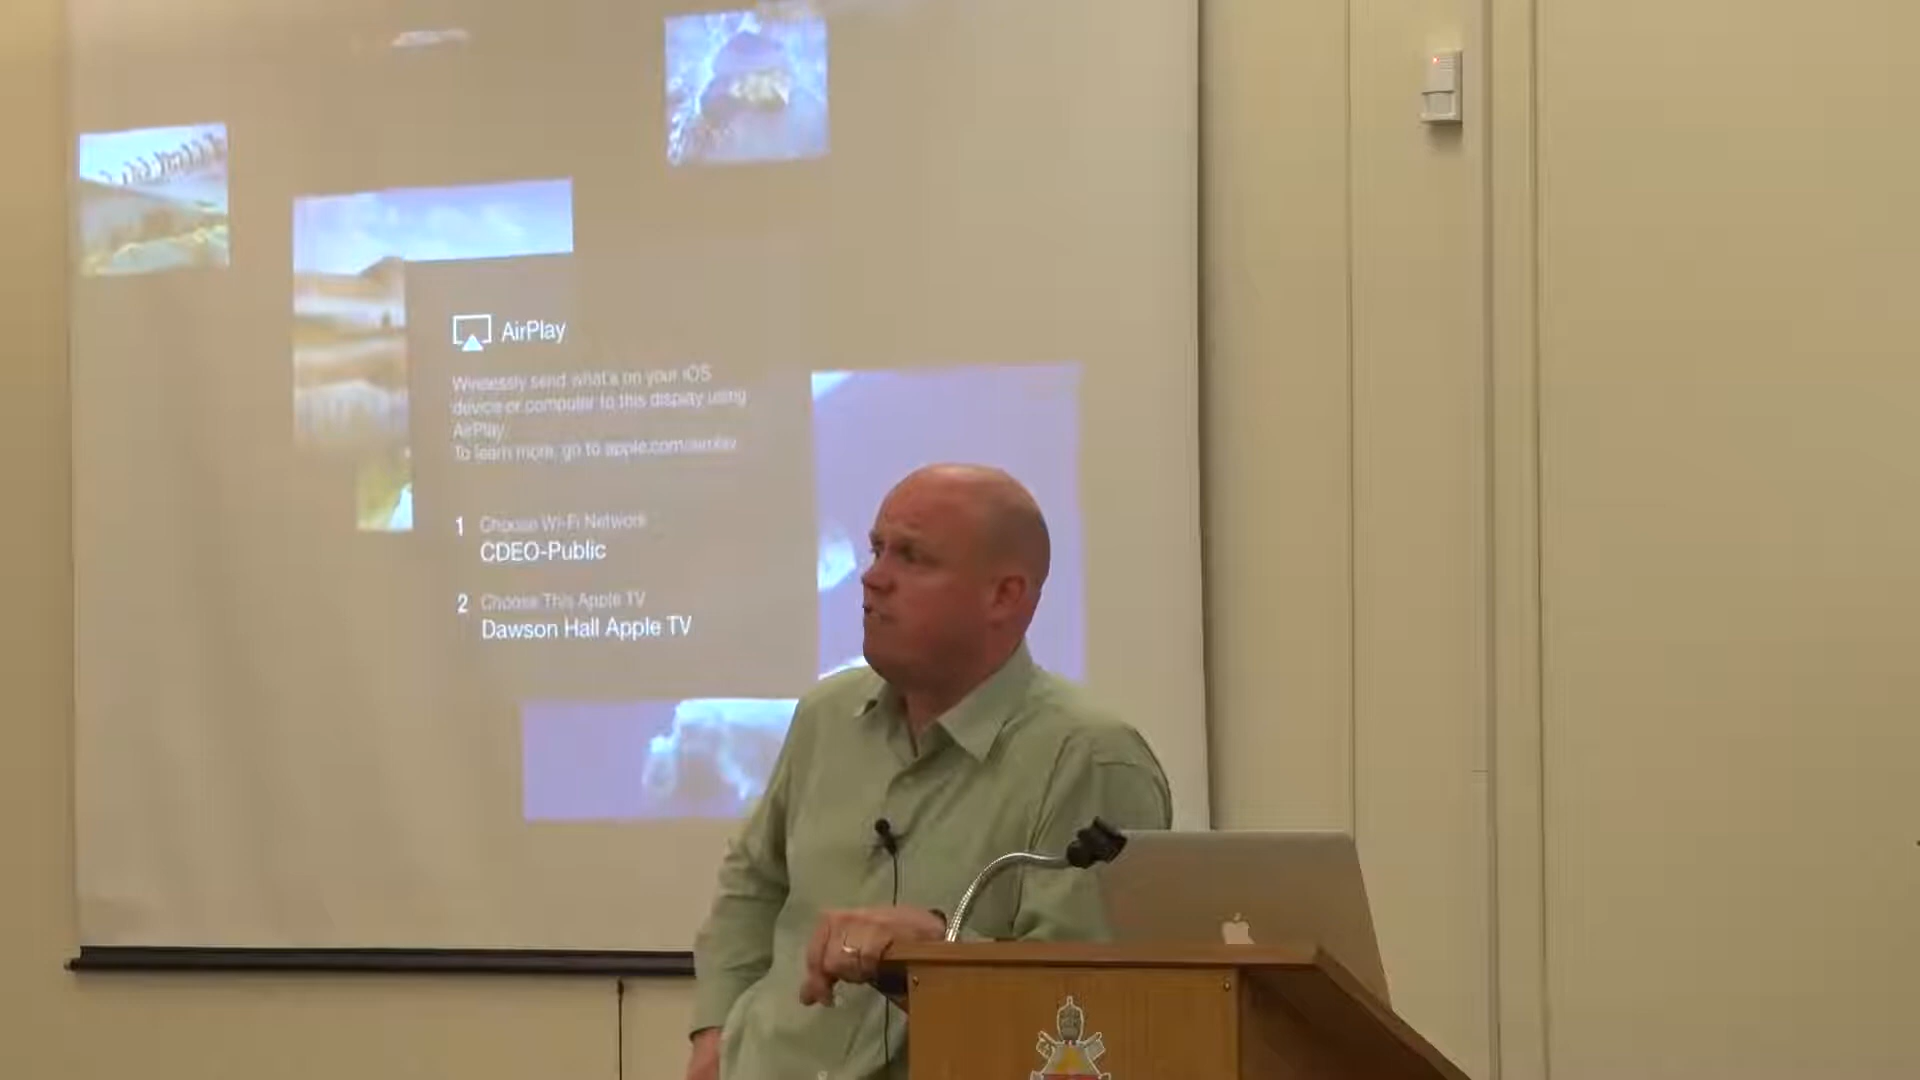 AirPlay
Wirelessly send what's on your iOS
device or computer to this display using
AirPlay.
To learn more, go to apple.com/airplay
1 Choose Wi-Fi Network
CDEO-Public
2 Choose This Apple TV
Dawson Hall Apple TV